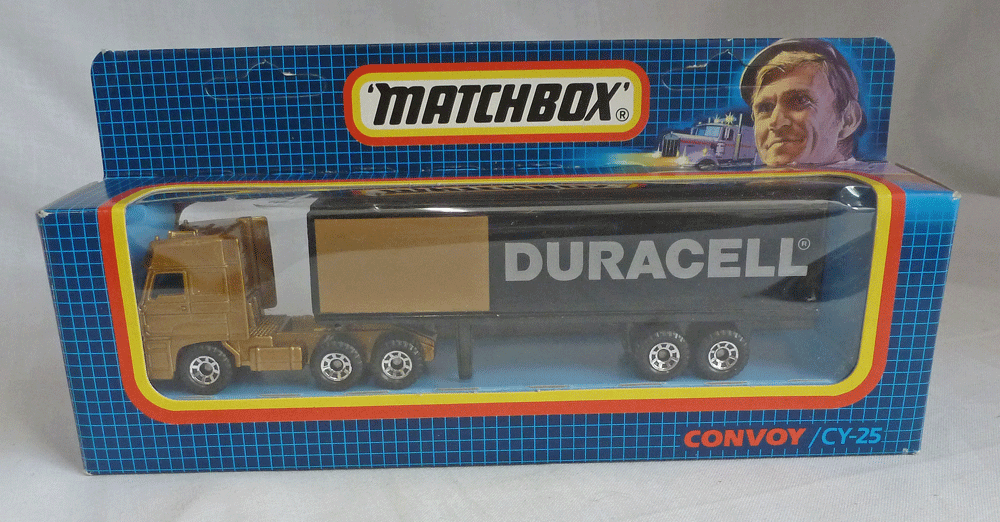 'MATCHBOX'®
DURACELL®
CONVOY /CY-25